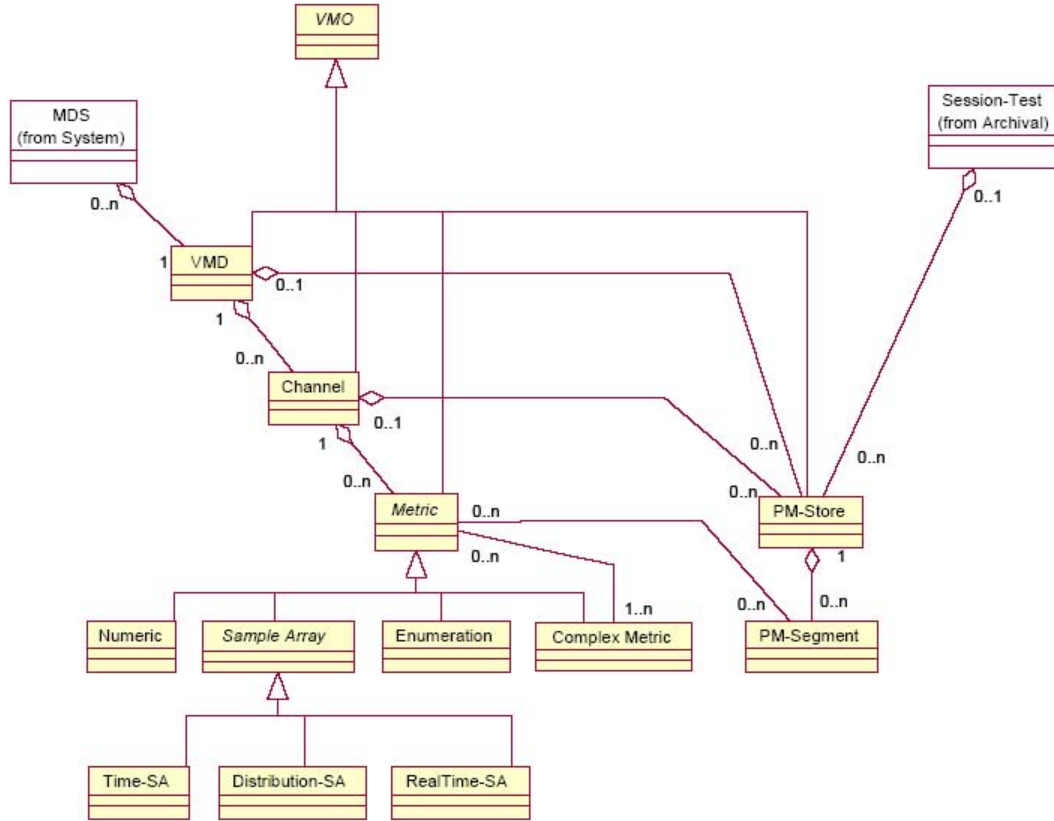 VMO
MDS
(from System)
Session-Test
(from Archival)
0..n
0..1
1
VMD
0..1
1
0..n
Channel
0..1
1
0..n
0..n
0..n
0..n
Metric
0..n
PM-Store
0..n
1
1..n
0..n
0..n
Numeric
Sample Array
Enumeration
Complex Metric
PM-Segment
Time-SA
Distribution-SA
RealTime-SA